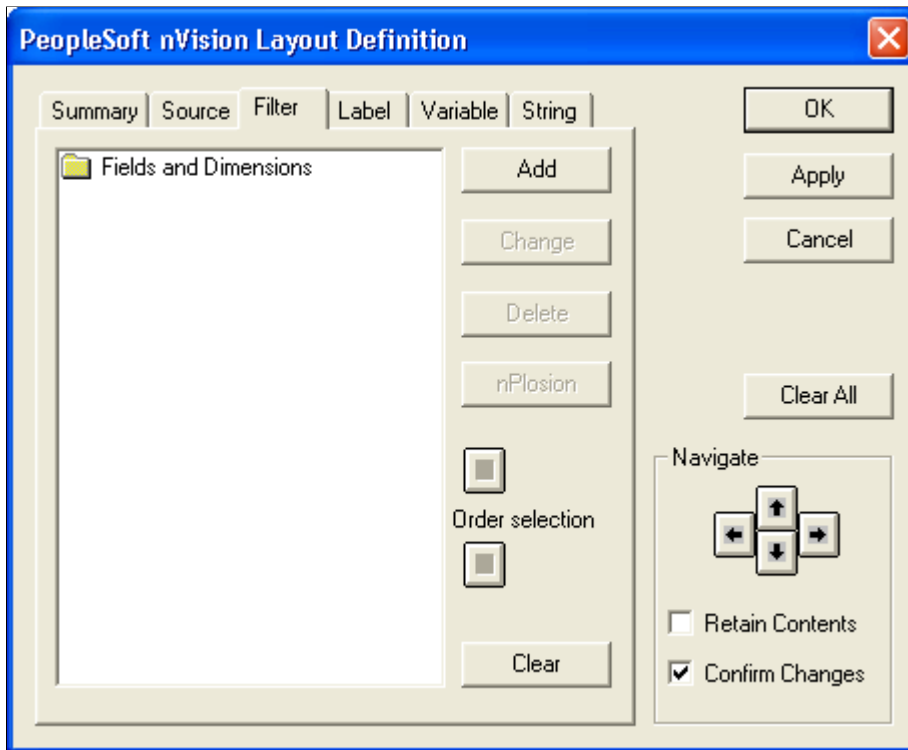 PeopleSoft nVision Layout Definition
Summary Source Filter Label Variable String
OK
Fields and Dimensions
Add
Apply
Change
Cancel
Delete
nPlosion
Clear All
Navigate
Order selection
Retain Contents
Clear
Confirm Changes